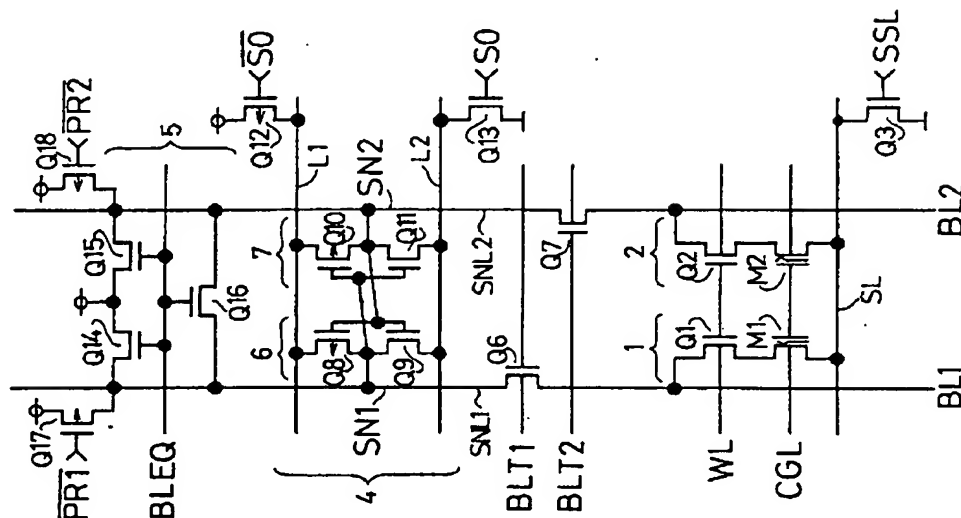 PR2
Q18
5
S0
Q12
L1
S0
Q13
SSL
Q3
Q15
Q14
Q16
SN2
L2
7
Q10
Q11
SNL2
Q7
2
Q2
M2
SL
BL2
Q17
PR1
BLEQ
6
Q8
Q9
SN1
4
SNL1
Q6
BLT1
BLT2
1
Q1
M1
WL
CGL
BL1